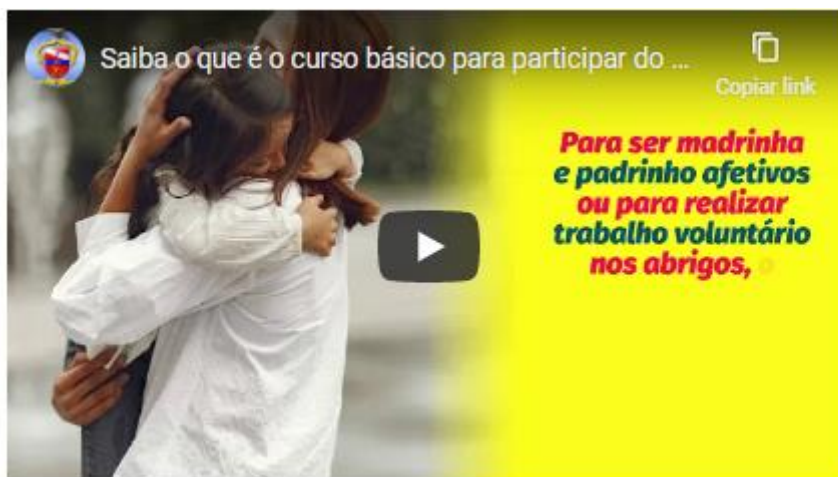 Saiba o que é o curso básico para participar do ...
Copiar link
Para ser madrinha
e padrinho afetivos
ou para realizar
trabalho voluntário
nos abrigos, o